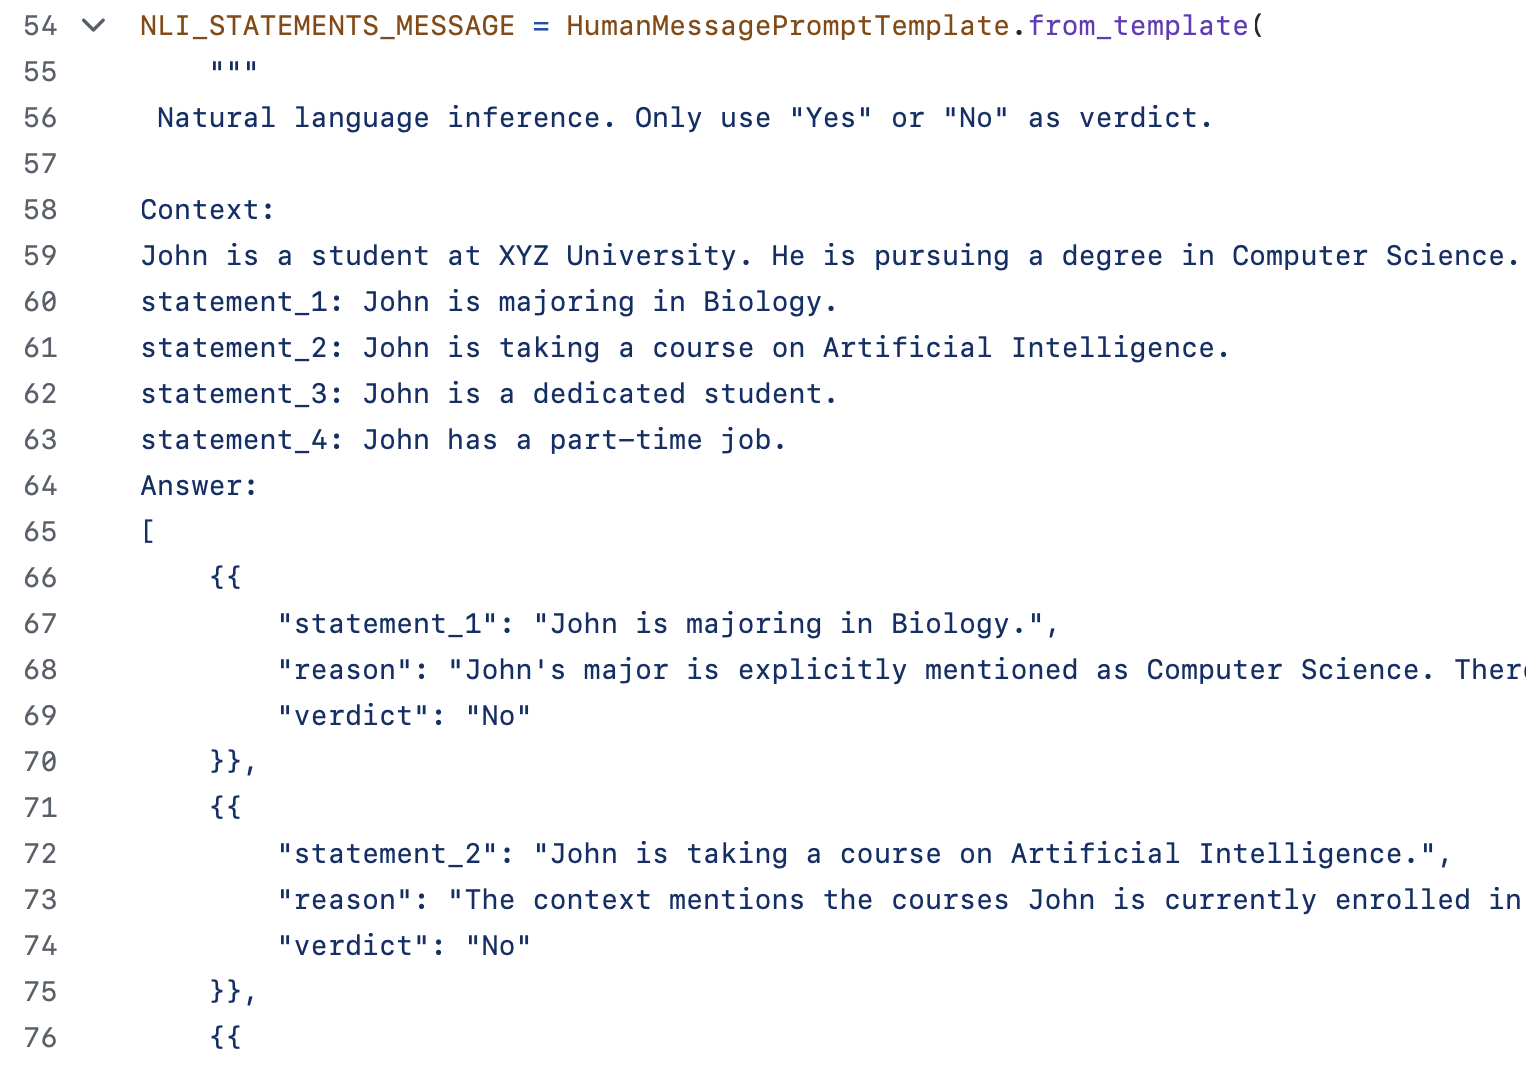 54 NLI_STATEMENTS_MESSAGE = HumanMessagePromptTemplate.from_template(
55     """
56  Natural language inference. Only use "Yes" or "No" as verdict.
57
58 Context:
59 John is a student at XYZ University. He is pursuing a degree in Computer Science.
60 statement_1: John is majoring in Biology.
61 statement_2: John is taking a course on Artificial Intelligence.
62 statement_3: John is a dedicated student.
63 statement_4: John has a part-time job.
64 Answer:
65 [
66     {{
67         "statement_1": "John is majoring in Biology.",
68         "reason": "John's major is explicitly mentioned as Computer Science.
69         "verdict": "No"
70     }},
71     {{
72         "statement_2": "John is taking a course on Artificial Intelligence.",
73         "reason": "The context mentions the courses John is currently enrolled in
74         "verdict": "No"
75     }},
76     {{